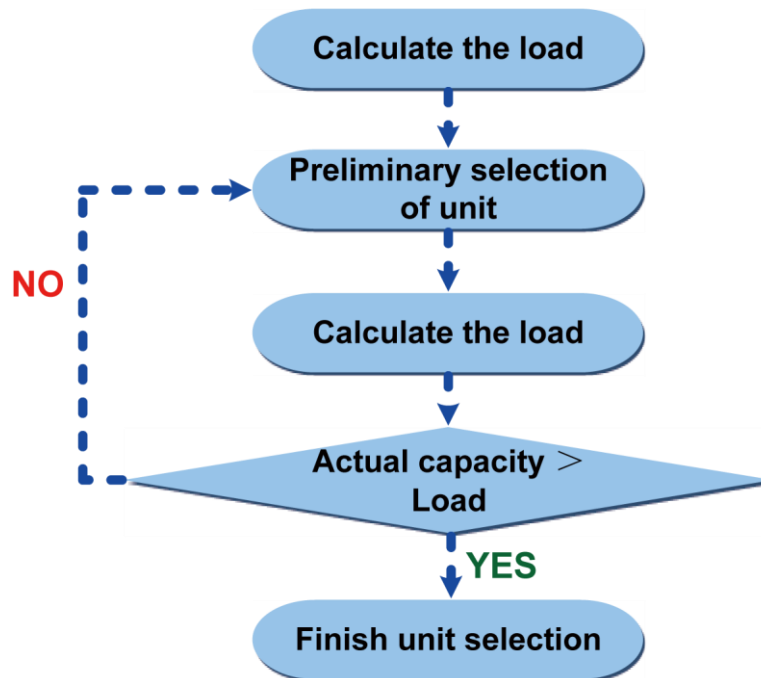 Calculate the load
Preliminary selection
of unit
NO
Calculate the load
Actual capacity ＞
Load
YES
Finish unit selection